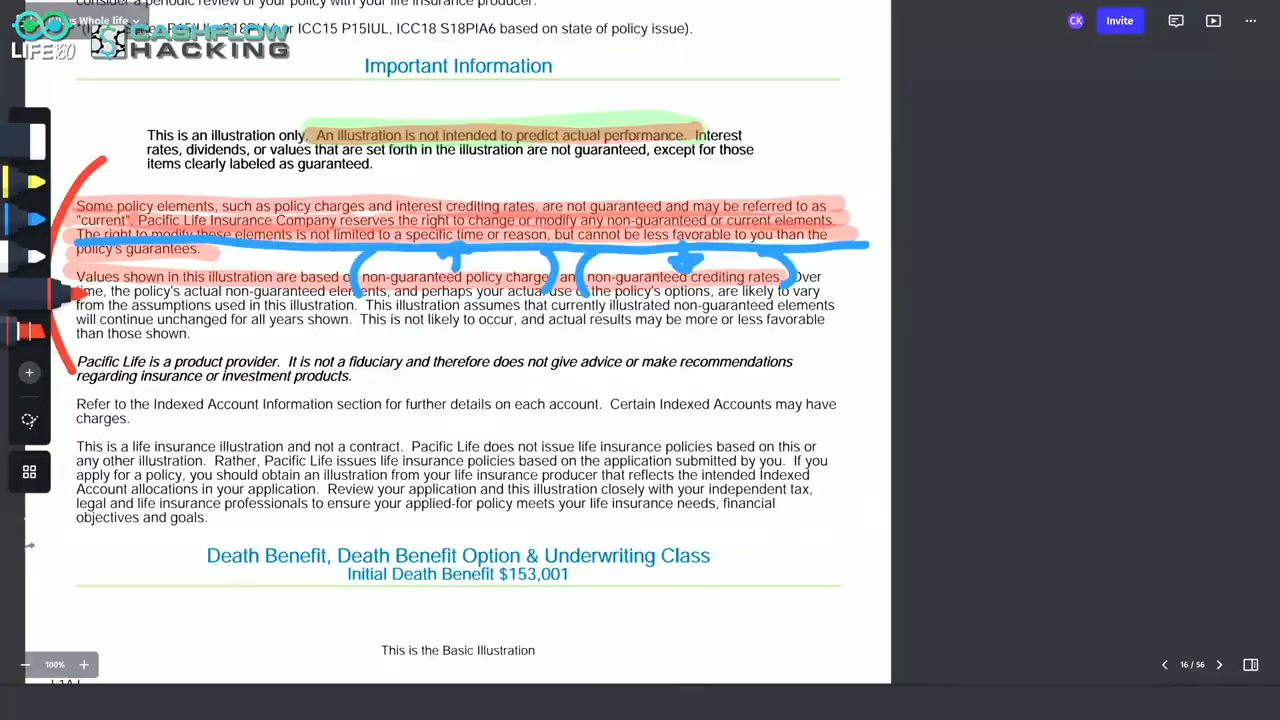 consider a periodic review of your policy with your life insurance producer.
or ICC15 P15IUL, ICC18 S18PIA6 based on state of policy issue).
Whole life
LIFE180
CASHFLOW
HACKING
CK
Invite
Important Information
This is an illustration only. An illustration is not intended to predict actual performance. Interest
rates, dividends, or values that are set forth in the illustration are not guaranteed, except for those
items clearly labeled as guaranteed.
Some policy elements, such as policy charges and interest crediting rates, are not guaranteed and may be referred to as
"current". Pacific Life Insurance Company reserves the right to change or modify any non-guaranteed or current elements.
The right to modify these elements is not limited to a specific time or reason, but cannot be less favorable to you than the
policy's guarantees.
Values shown in this illustration are based on non-guaranteed policy charges and non-guaranteed crediting rates. Over
time, the policy's actual non-guaranteed elements, and perhaps your actual use of the policy's options, are likely to vary
from the assumptions used in this illustration. This illustration assumes that currently illustrated non-guaranteed elements
will continue unchanged for all years shown. This is not likely to occur, and actual results may be more or less favorable
than those shown.
Pacific Life is a product provider. It is not a fiduciary and therefore does not give advice or make recommendations
regarding insurance or investment products.
Refer to the Indexed Account Information section for further details on each account. Certain Indexed Accounts may have
charges.
This is a life insurance illustration and not a contract. Pacific Life does not issue life insurance policies based on this or
any other illustration. Rather, Pacific Life issues life insurance policies based on the application submitted by you. If you
apply for a policy, you should obtain an illustration from your life insurance producer that reflects the intended Indexed
Account allocations in your application. Review your application and this illustration closely with your independent tax,
legal and life insurance professionals to ensure your applied-for policy meets your life insurance needs, financial
objectives and goals.
Death Benefit, Death Benefit Option & Underwriting Class
Initial Death Benefit $153,001
This is the Basic Illustration
100%
16 / 56